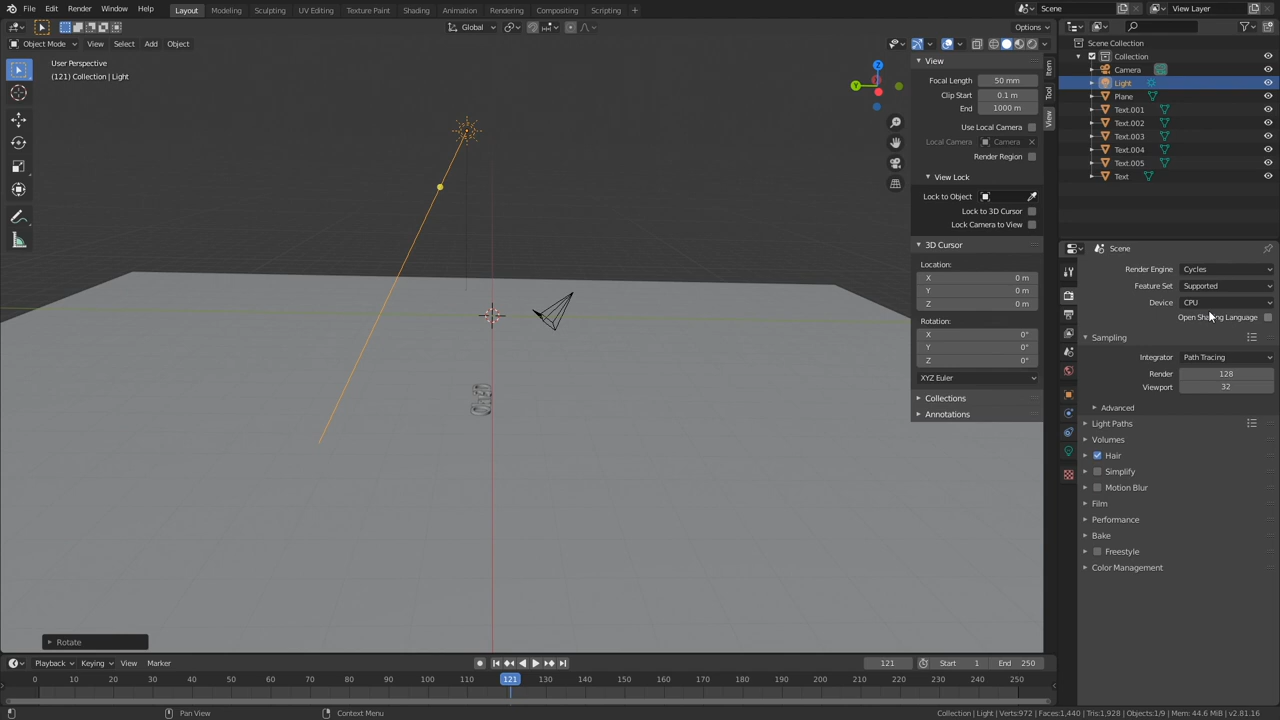 File Edit Render Window Help Layout Modeling Sculpting UV Editing Texture Paint Shading Animation Rendering Compositing Scripting + Scene View Layer
Global Options
Object Mode View Select Add Object
User Perspective
(121) Collection | Light
Z
Y
View
Focal Length 50 mm
Clip Start 0.1 m
End 1000 m
Use Local Camera
Local Camera Camera
Render Region
View Lock
Lock to Object
Lock to 3D Cursor
Lock Camera to View
3D Cursor
Location:
X 0 m
Y 0 m
Z 0 m
Rotation:
X 0°
Y 0°
Z 0°
XYZ Euler
Collections
Annotations
Item
Tool
View
Scene Collection
Collection
Camera
Light
Plane
Text.001
Text.002
Text.003
Text.004
Text.005
Text
Scene
Render Engine Cycles
Feature Set Supported
Device CPU
Open Shading Language
Sampling
Integrator Path Tracing
Render 128
Viewport 32
Advanced
Light Paths
Volumes
Hair
Simplify
Motion Blur
Film
Performance
Bake
Freestyle
Color Management
Rotate
Playback Keying View Marker 121 Start 1 End 250
0 10 20 30 40 50 60 70 80 90 100 110 121 130 140 150 160 170 180 190 200 210 220 230 240 250
Pan View Context Menu Collection | Light | Verts:972 | Faces:1,440 | Tris:1,928 | Objects:1/9 | Mem: 44.6 MiB | v2.81.16